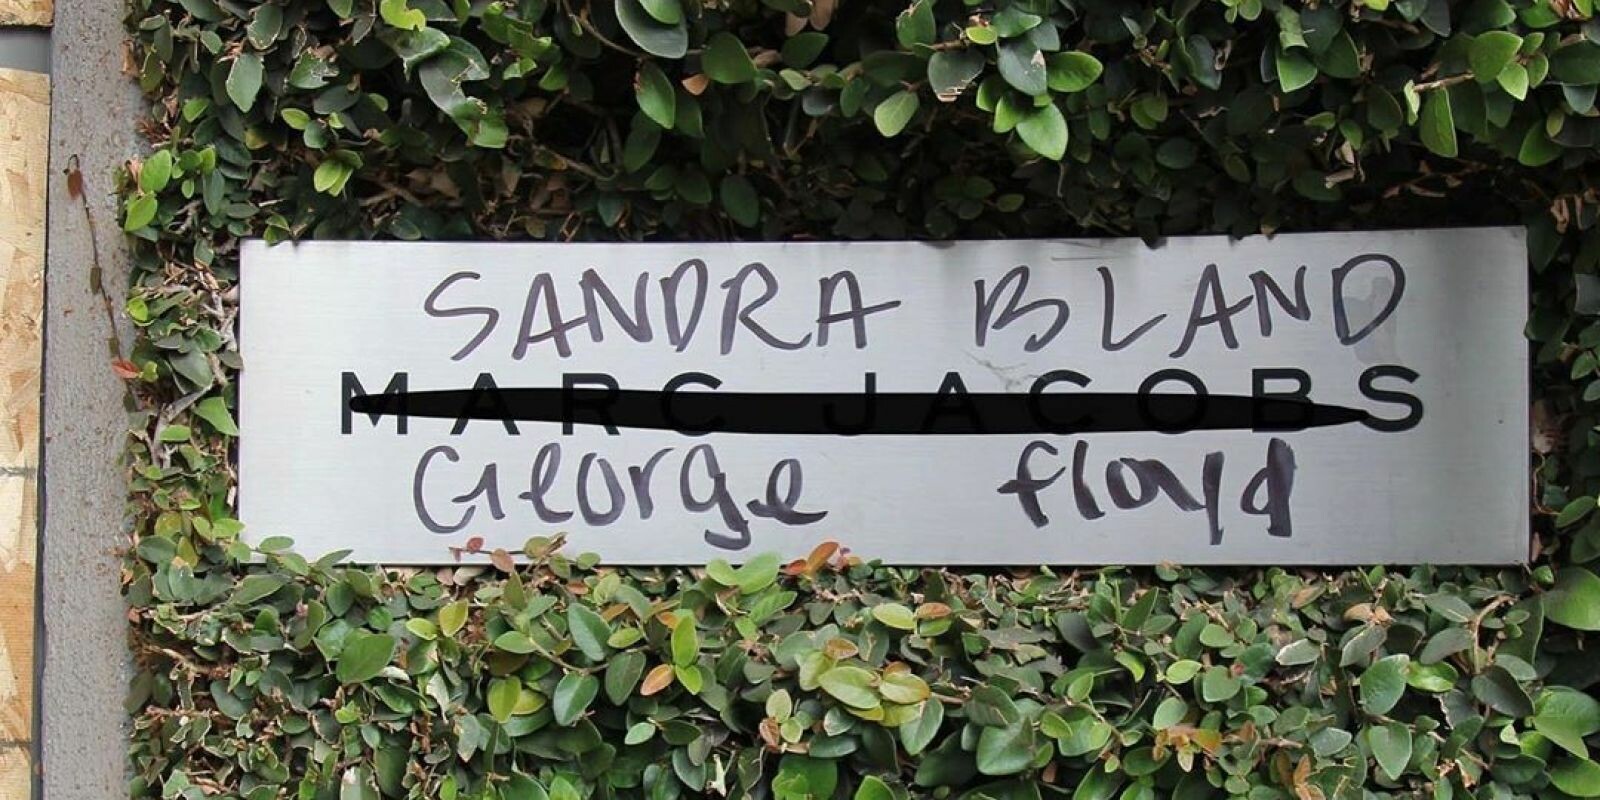 SANDRA BLAND
MARC JACOBS
George floyd